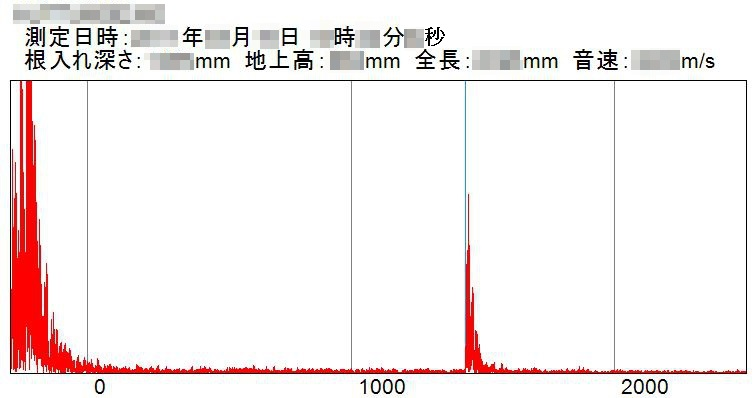 測定日時：年月日 時分秒
根入れ深さ：mm 地上高：mm 全長：mm 音速：m/s
0 1000 2000